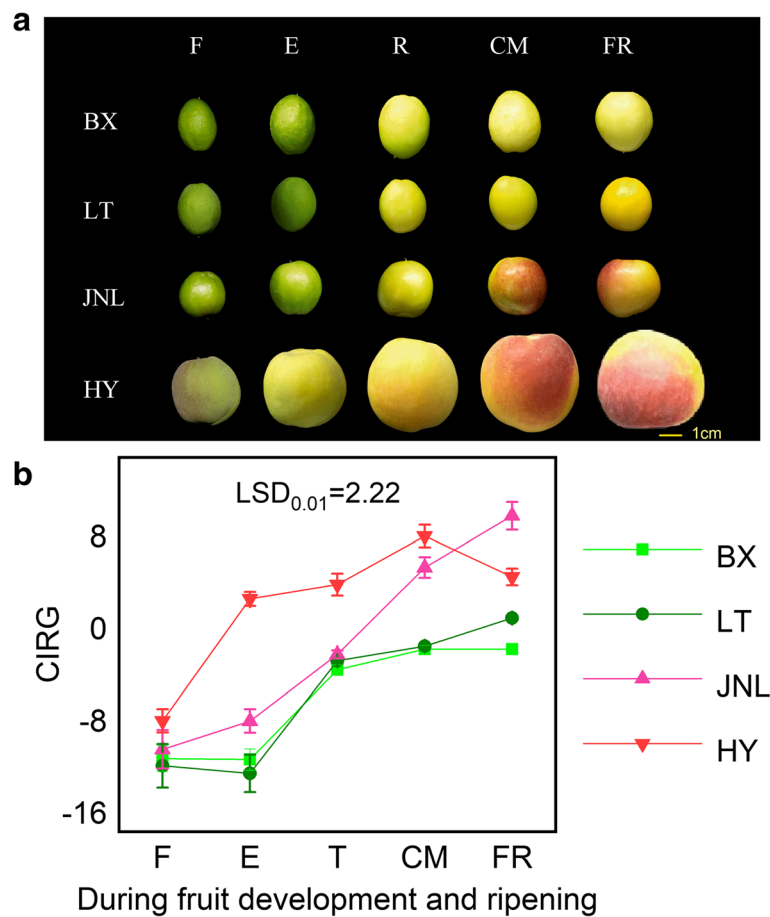 a
F E R CM FR
BX
LT
JNL
HY
1cm
b
LSD0.01=2.22
8
0
-8
-16
CIRG
F E T CM FR
During fruit development and ripening
BX
LT
JNL
HY